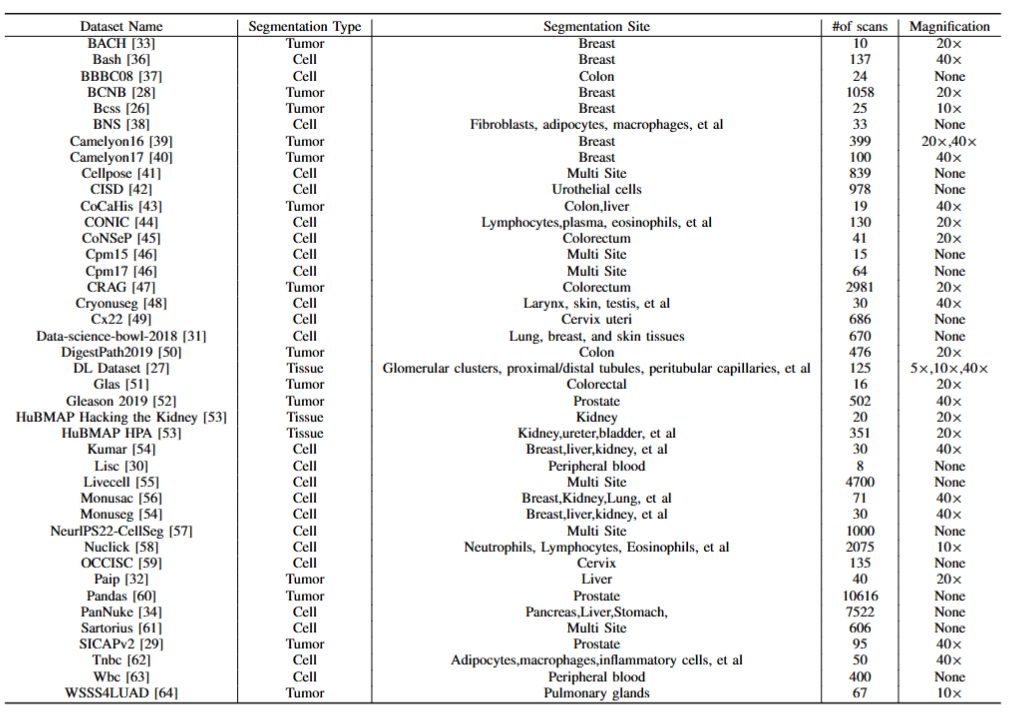 Dataset Name Segmentation Type Segmentation Site #of scans Magnification
BACH [33] Tumor Breast 10 20×
Bash [36] Cell Breast 137 40×
BBBC08 [37] Cell Colon 24 None
BCNB [28] Tumor Breast 1058 20×
Bcss [26] Tumor Breast 25 10×
BNS [38] Cell Fibroblasts, adipocytes, macrophages, et al 33 None
Camelyon16 [39] Tumor Breast 399 20×,40×
Camelyon17 [40] Tumor Breast 100 40×
Cellpose [41] Cell Multi Site 839 None
CISD [42] Cell Urothelial cells 978 None
CoCaHis [43] Tumor Colon,liver 19 40×
CONIC [44] Cell Lymphocytes,plasma, eosinophils, et al 130 20×
CoNSeP [45] Cell Colorectum 41 20×
Cpm15 [46] Cell Multi Site 15 None
Cpm17 [46] Cell Multi Site 64 None
CRAG [47] Tumor Colorectum 2981 20×
Cryonuseg [48] Cell Larynx, skin, testis, et al 30 40×
Cx22 [49] Cell Cervix uteri 686 None
Data-science-bowl-2018 [31] Cell Lung, breast, and skin tissues 670 None
DigestPath2019 [50] Tumor Colon 476 20×
DL Dataset [27] Tissue Glomerular clusters, proximal/distal tubules, peritubular capillaries, et al 125 5×,10×,40×
Glas [51] Tumor Colorectal 16 20×
Gleason 2019 [52] Tumor Prostate 502 40×
HuBMAP Hacking the Kidney [53] Tissue Kidney 20 20×
HuBMAP HPA [53] Tissue Kidney,ureter,bladder, et al 351 20×
Kumar [54] Cell Breast,liver,kidney, et al 30 40×
Lisc [30] Cell Peripheral blood 8 None
Livecell [55] Cell Multi Site 4700 None
Monusac [56] Cell Breast,Kidney,Lung, et al 71 40×
Monuseg [54] Cell Breast,liver,kidney, et al 30 40×
NeurIPS22-CellSeg [57] Cell Multi Site 1000 None
Nuclick [58] Cell Neutrophils, Lymphocytes, Eosinophils, et al 2075 10×
OCCISC [59] Cell Cervix 135 None
Paip [32] Tumor Liver 40 20×
Pandas [60] Tumor Prostate 10616 None
PanNuke [34] Cell Pancreas,Liver,Stomach, 7522 None
Sartorius [61] Cell Multi Site 606 None
SICAPv2 [29] Tumor Prostate 95 40×
Tnbc [62] Cell Adipocytes,macrophages,inflammatory cells, et al 50 40×
Wbc [63] Cell Peripheral blood 400 None
WSSS4LUAD [64] Tumor Pulmonary glands 67 10×